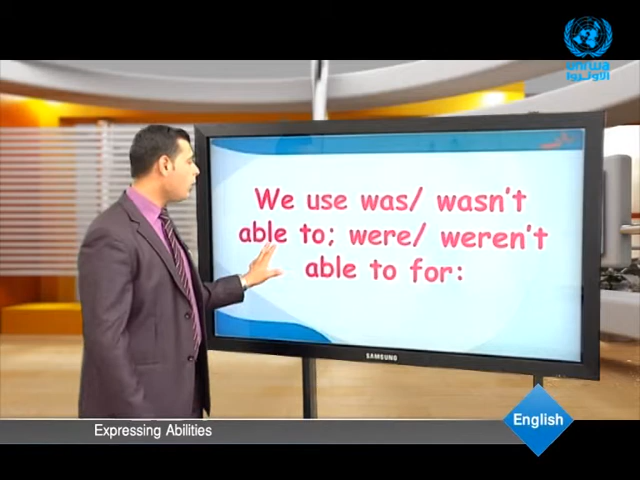 unrwa
الأونروا
We use was/ wasn't
able to; were/ weren't
able to for:
SAMSUNG
English
Expressing Abilities